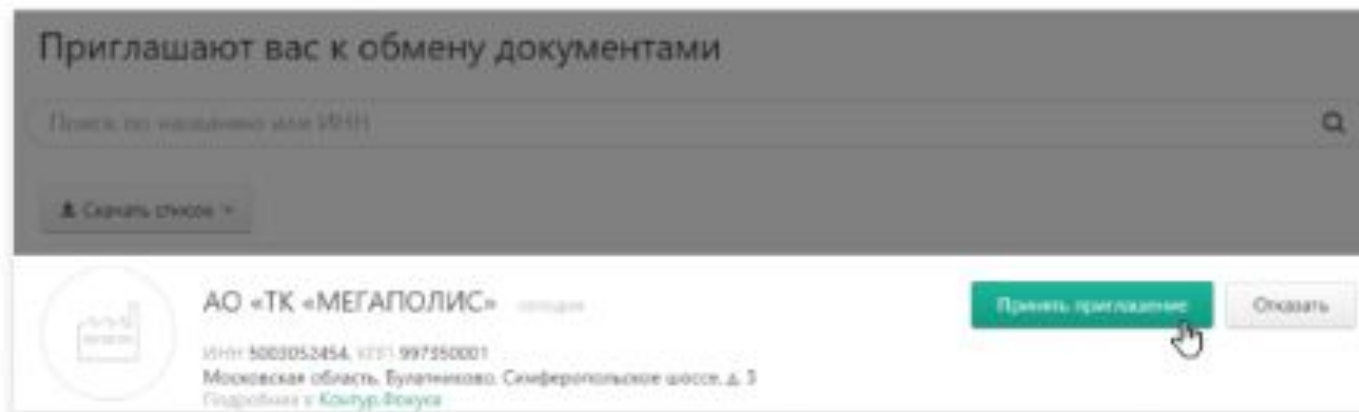 Приглашают вас к обмену документами
Поиск по названию или ИНН
Скачать список
АО «ТК «МЕГАПОЛИС» сегодня
Принять приглашение
Отказать
ИНН 5003052454, КПП 997350001
Московская область, Булатниково, Симферопольское шоссе, д. 3
Подробнее в Контур.Фокусе